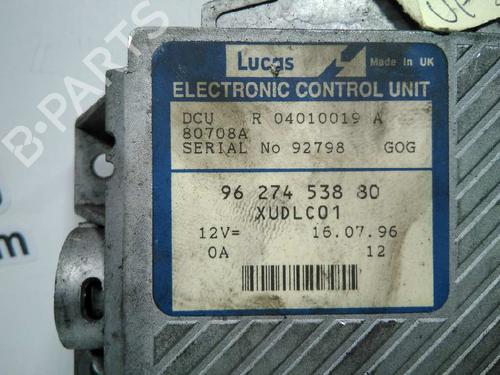 B-PARTS
Lucas
Made in UK
ELECTRONIC CONTROL UNIT
DCU R 04010019 A
80708A
SERIAL No 92798 GOG
96 274 538 80
XUDLC01
12V= 16.07.96
0A 12